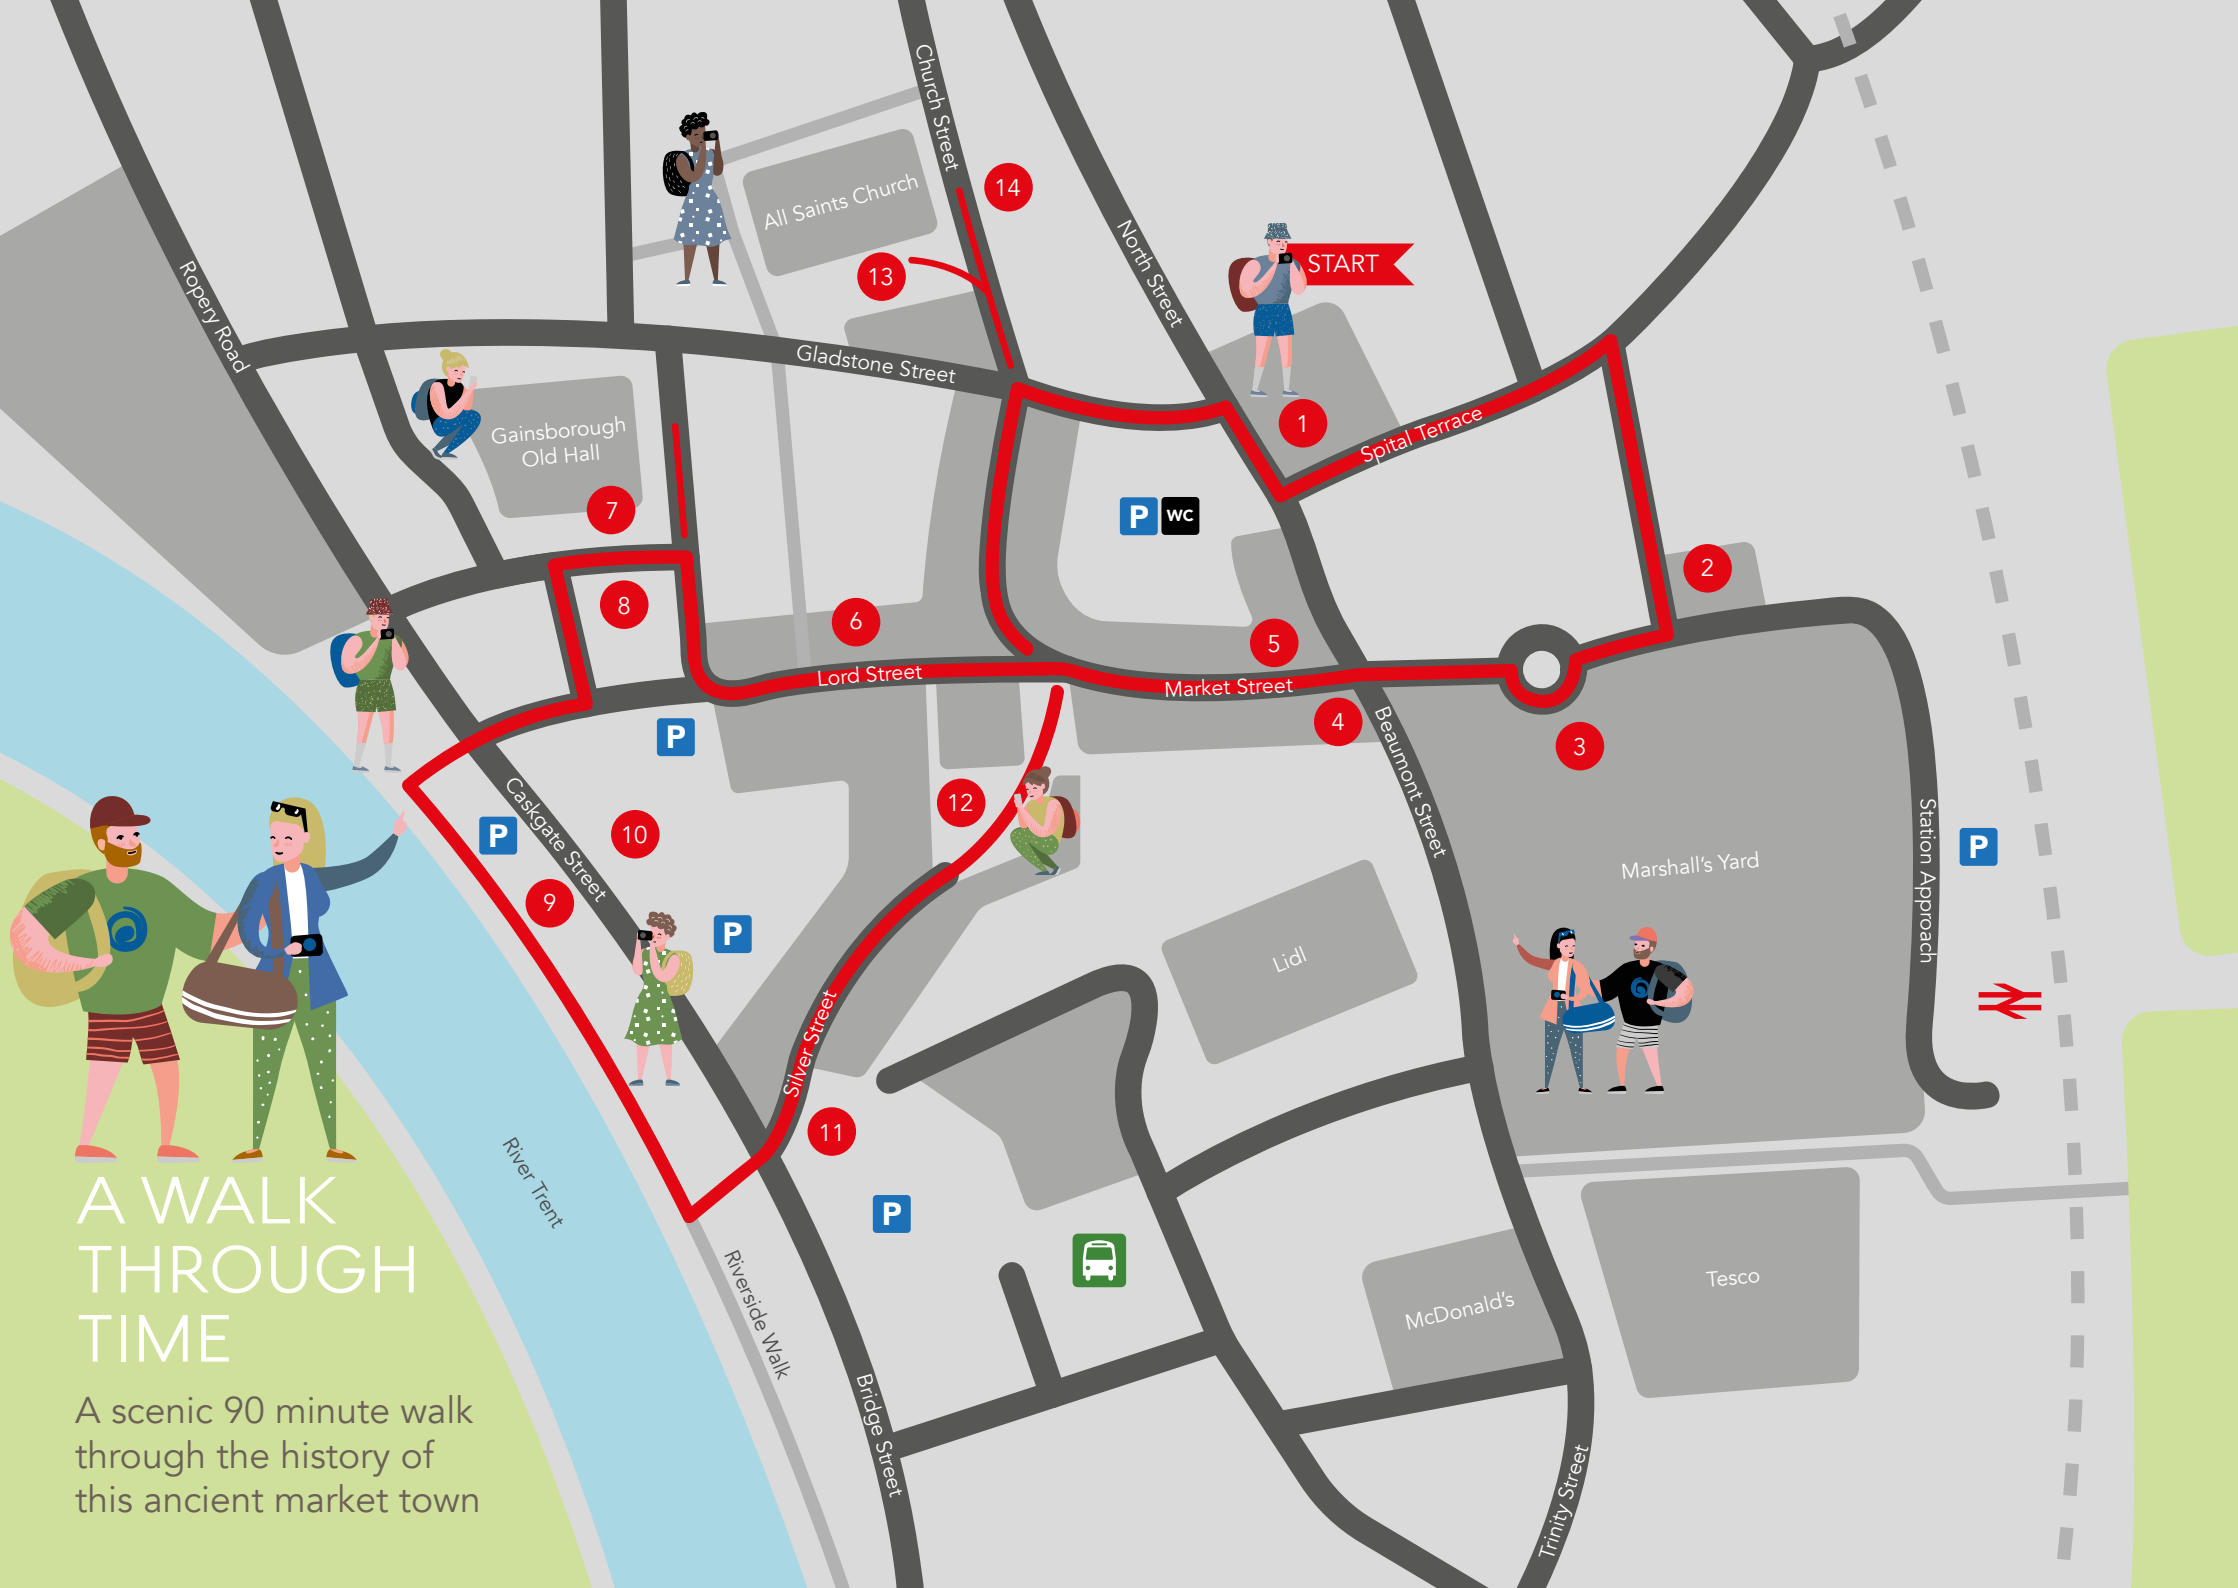 Church Street
14
All Saints Church
13
North Street
START
Ropery Road
Gladstone Street
1
Spital Terrace
Gainsborough
Old Hall
7
P
WC
2
8
6
5
Lord Street
Market Street
4
3
P
Beaumont Street
Caskgate Street
P
10
12
9
P
Marshall's Yard
Station Approach
P
Lidl
Silver Street
11
River Trent
P
Riverside Walk
Tesco
McDonald's
Bridge Street
Trinity Street
A WALK
THROUGH
TIME
A scenic 90 minute walk
through the history of
this ancient market town